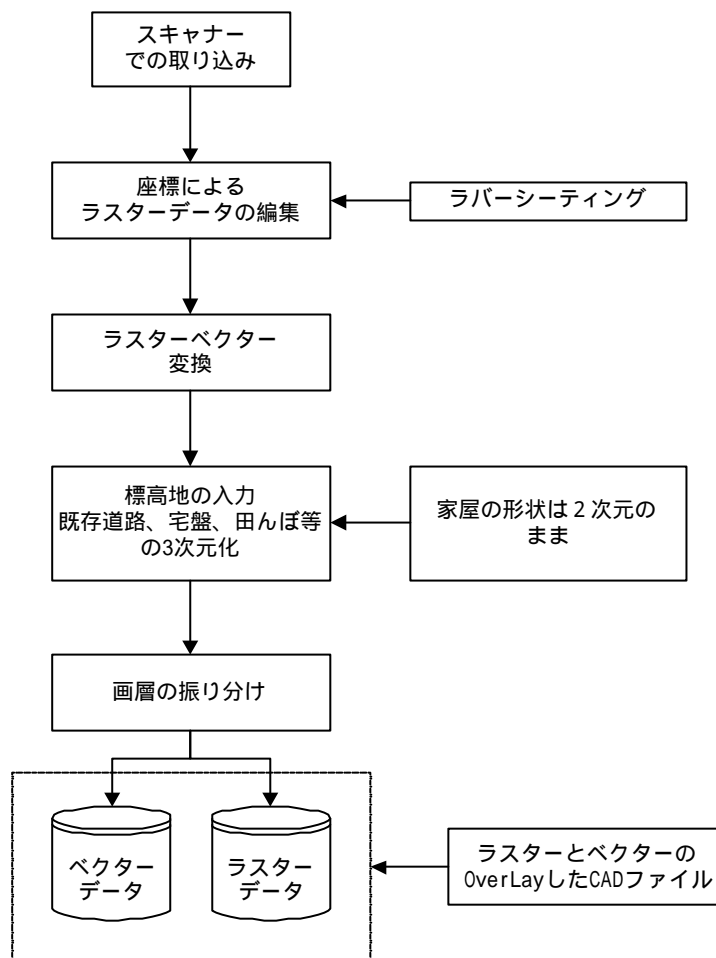 スキャナー
での取り込み
座標による
ラスターデータの編集
ラバーシーティング
ラスターベクター
変換
標高地の入力
既存道路、宅盤、田んぼ等
の3次元化
家屋の形状は２次元の
まま
画層の振り分け
ベクター
データ
ラスター
データ
ラスターとベクターの
OverLayしたCADファイル